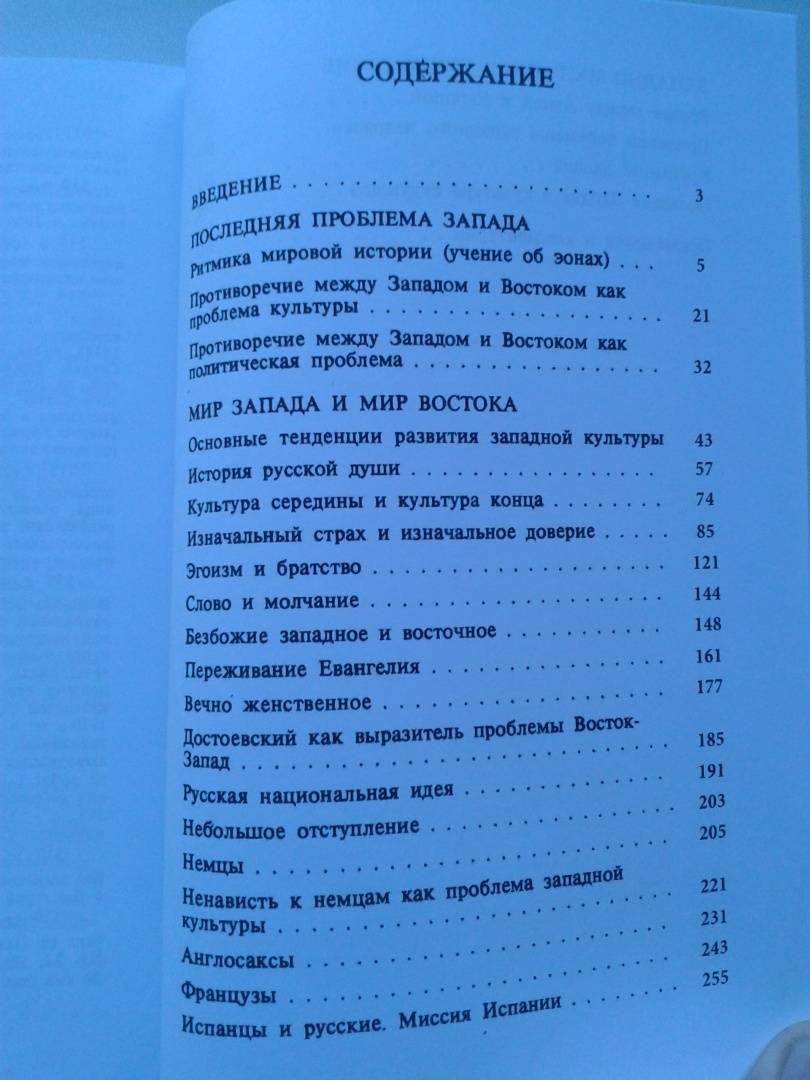 СОДЕРЖАНИЕ
ВВЕДЕНИЕ . . . . . . . . . . . . . . . . . . . . . . . . 3
ПОСЛЕДНЯЯ ПРОБЛЕМА ЗАПАДА
Ритмика мировой истории (учение об эонах) . . . 5
Противоречие между Западом и Востоком как
проблема культуры . . . . . . . . . . . . . . . . . . . 21
Противоречие между Западом и Востоком как
политическая проблема . . . . . . . . . . . . . . . . 32
МИР ЗАПАДА И МИР ВОСТОКА
Основные тенденции развития западной культуры 43
История русской души . . . . . . . . . . . . . . . . 57
Культура середины и культура конца . . . . . . . 74
Изначальный страх и изначальное доверие . . . . . 85
Эгоизм и братство . . . . . . . . . . . . . . . . . . . 121
Слово и молчание . . . . . . . . . . . . . . . . . . . 144
Безбожие западное и восточное . . . . . . . . . . 148
Переживание Евангелия . . . . . . . . . . . . . . . 161
Вечно женственное . . . . . . . . . . . . . . . . . . 177
Достоевский как выразитель проблемы Восток-
Запад . . . . . . . . . . . . . . . . . . . . . . . . . . . 185
Русская национальная идея . . . . . . . . . . . . . 191
Небольшое отступление . . . . . . . . . . . . . . . 203
Немцы . . . . . . . . . . . . . . . . . . . . . . . . . . 205
Ненависть к немцам как проблема западной
культуры . . . . . . . . . . . . . . . . . . . . . . . . 221
Англосаксы . . . . . . . . . . . . . . . . . . . . . . . 231
Французы . . . . . . . . . . . . . . . . . . . . . . . . 243
Испанцы и русские. Миссия Испании . . . . . . . 255